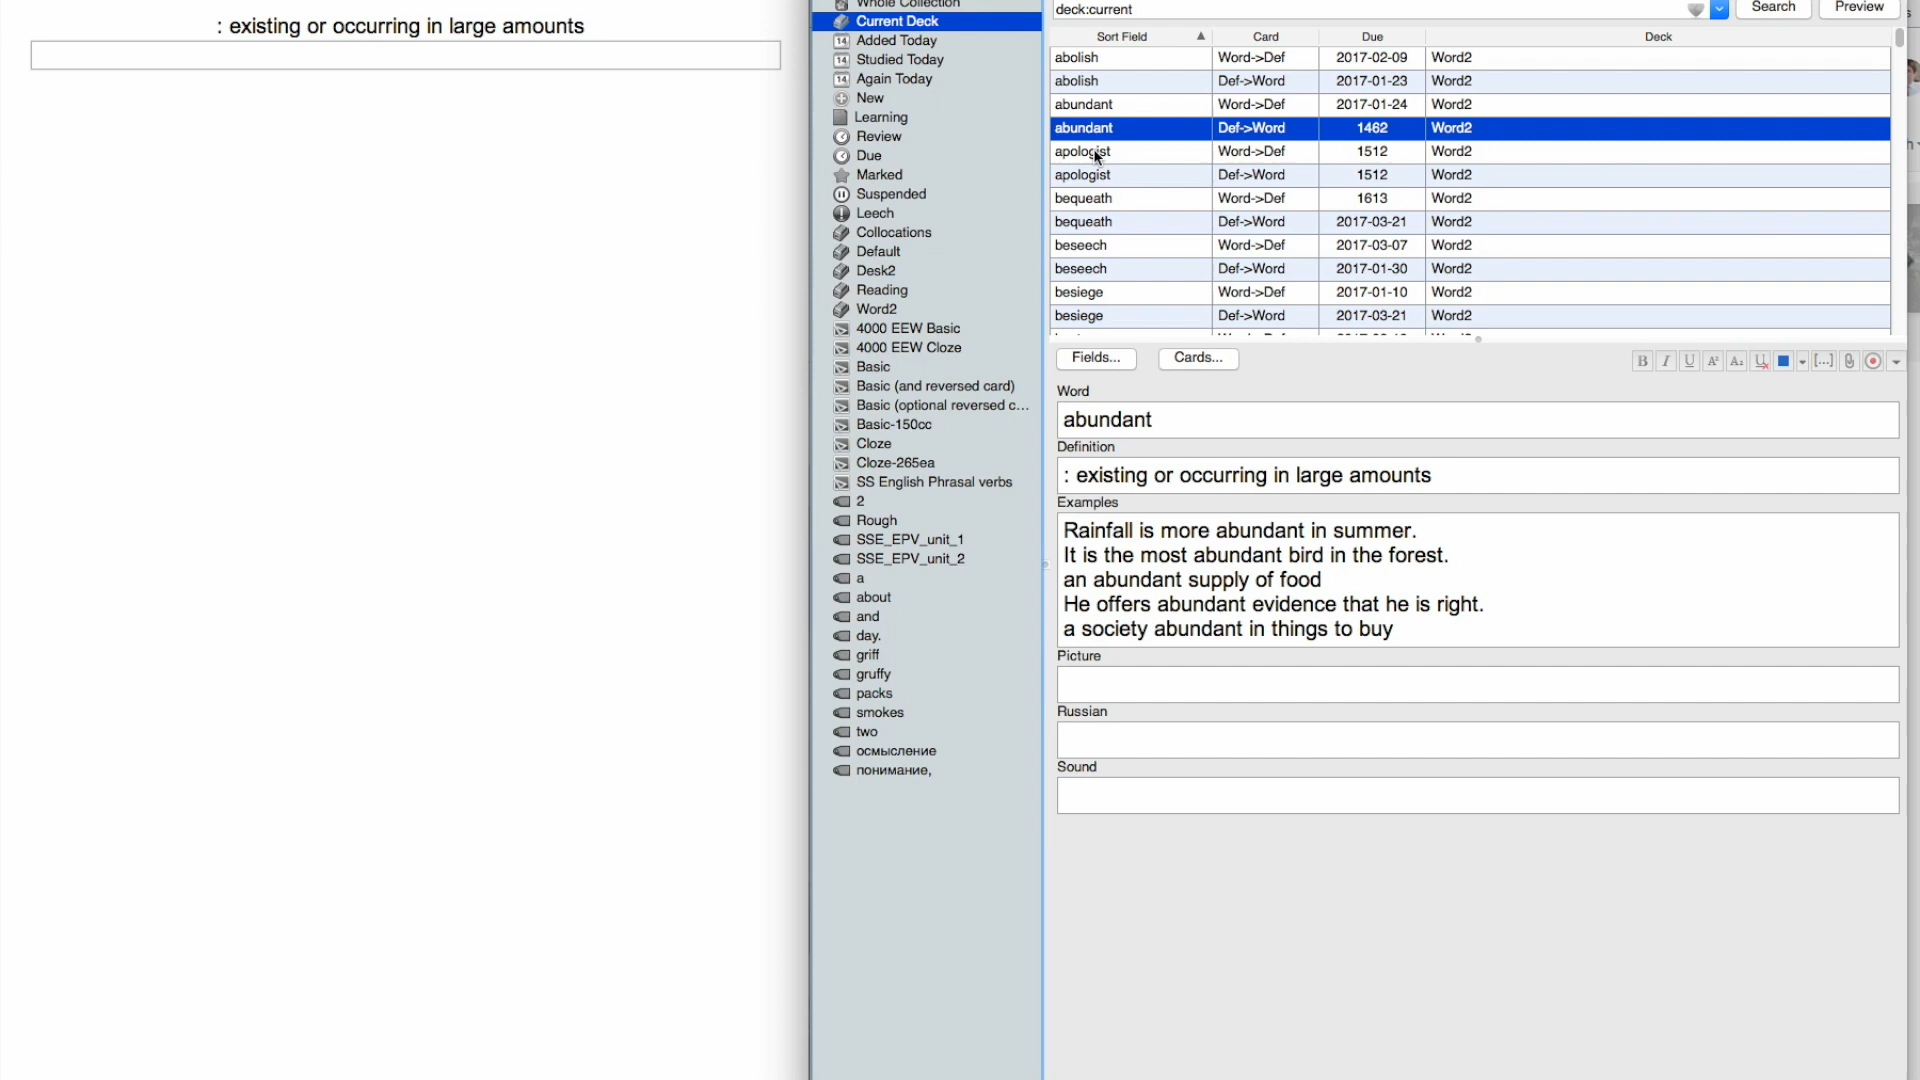 : existing or occurring in large amounts
Whole Collection
Current Deck
Added Today
Studied Today
Again Today
New
Learning
Review
Due
Marked
Suspended
Leech
Collocations
Default
Desk2
Reading
Word2
4000 EEW Basic
4000 EEW Cloze
Basic
Basic (and reversed card)
Basic (optional reversed c...
Basic-150cc
Cloze
Cloze-265ea
SS English Phrasal verbs
2
Rough
SSE_EPV_unit_1
SSE_EPV_unit_2
a
about
and
day.
griff
gruffy
packs
smokes
two
осмысление
понимание,
deck:current
Search
Preview
Sort Field Card Due Deck
abolish Word->Def 2017-02-09 Word2
abolish Def->Word 2017-01-23 Word2
abundant Word->Def 2017-01-24 Word2
abundant Def->Word 1462 Word2
apologist Word->Def 1512 Word2
apologist Def->Word 1512 Word2
bequeath Word->Def 1613 Word2
bequeath Def->Word 2017-03-21 Word2
beseech Word->Def 2017-03-07 Word2
beseech Def->Word 2017-01-30 Word2
besiege Word->Def 2017-01-10 Word2
besiege Def->Word 2017-03-21 Word2
Fields... Cards...
Word
abundant
Definition
: existing or occurring in large amounts
Examples
Rainfall is more abundant in summer.
It is the most abundant bird in the forest.
an abundant supply of food
He offers abundant evidence that he is right.
a society abundant in things to buy
Picture
Russian
Sound